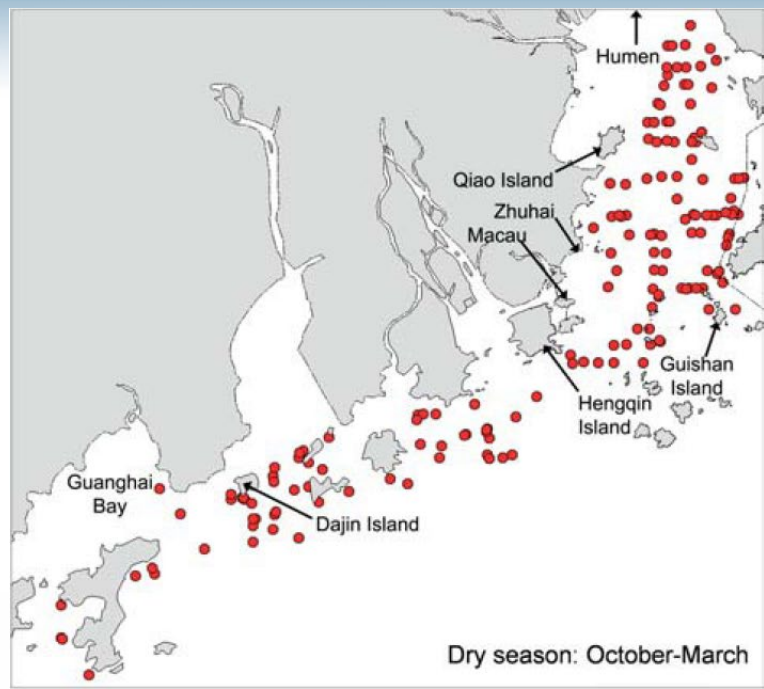 Humen
Qiao Island
Zhuhai
Macau
Guishan
Island
Hengqin
Island
Guanghai
Bay
Dajin Island
Dry season: October-March